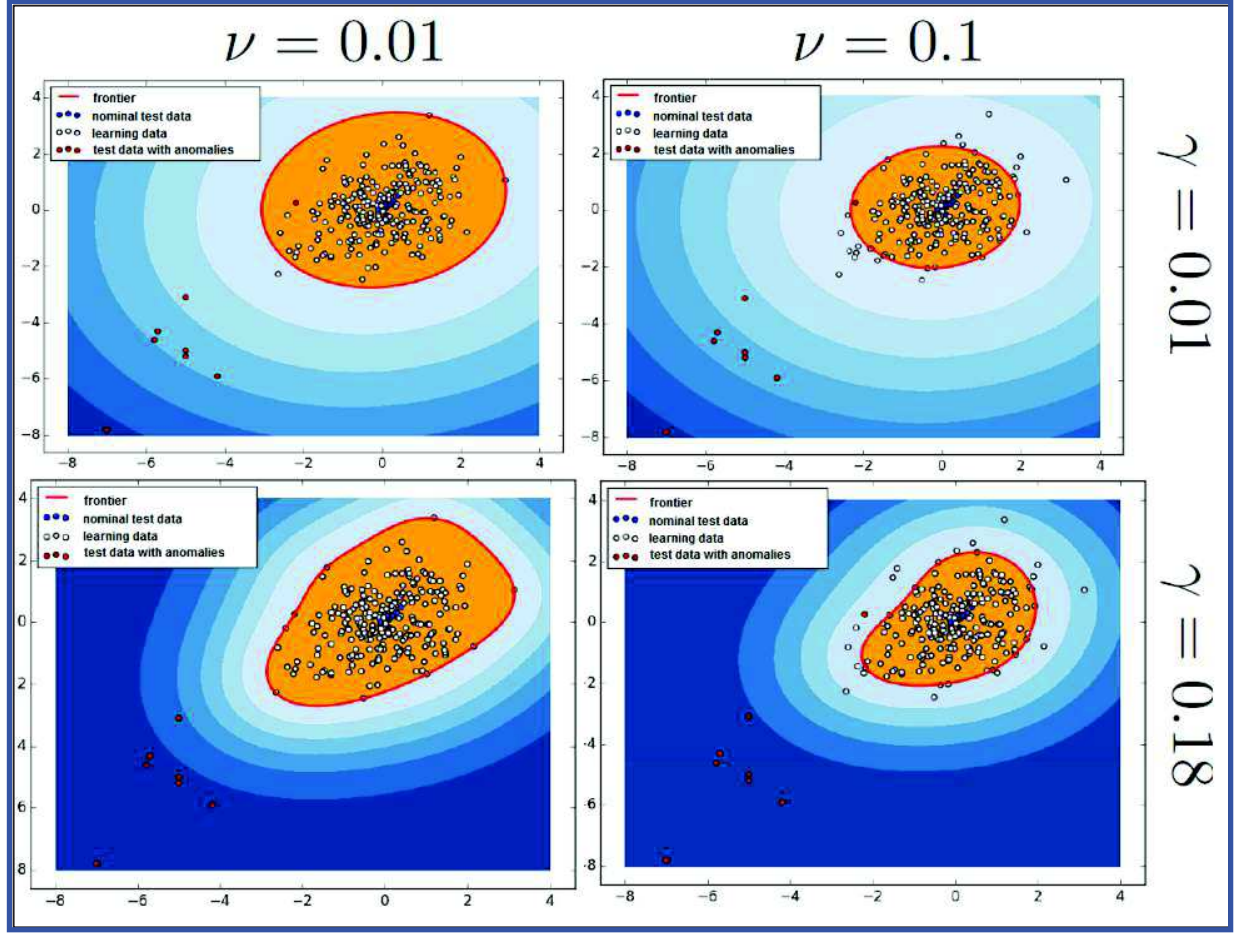 ν = 0.01
ν = 0.1
γ = 0.01
γ = 0.18
frontier
nominal test data
learning data
test data with anomalies
4
2
0
−2
−4
−6
−8
−8 −6 −4 −2 0 2 4
frontier
nominal test data
learning data
test data with anomalies
4
2
0
−2
−4
−6
−8
−8 −6 −4 −2 0 2 4
frontier
nominal test data
learning data
test data with anomalies
4
2
0
2
4
6
8
−8 −6 −4 −2 0 2 4
frontier
nominal test data
learning data
test data with anomalies
4
2
0
-2
-4
-6
-8
−8 −6 −4 −2 0 2 4